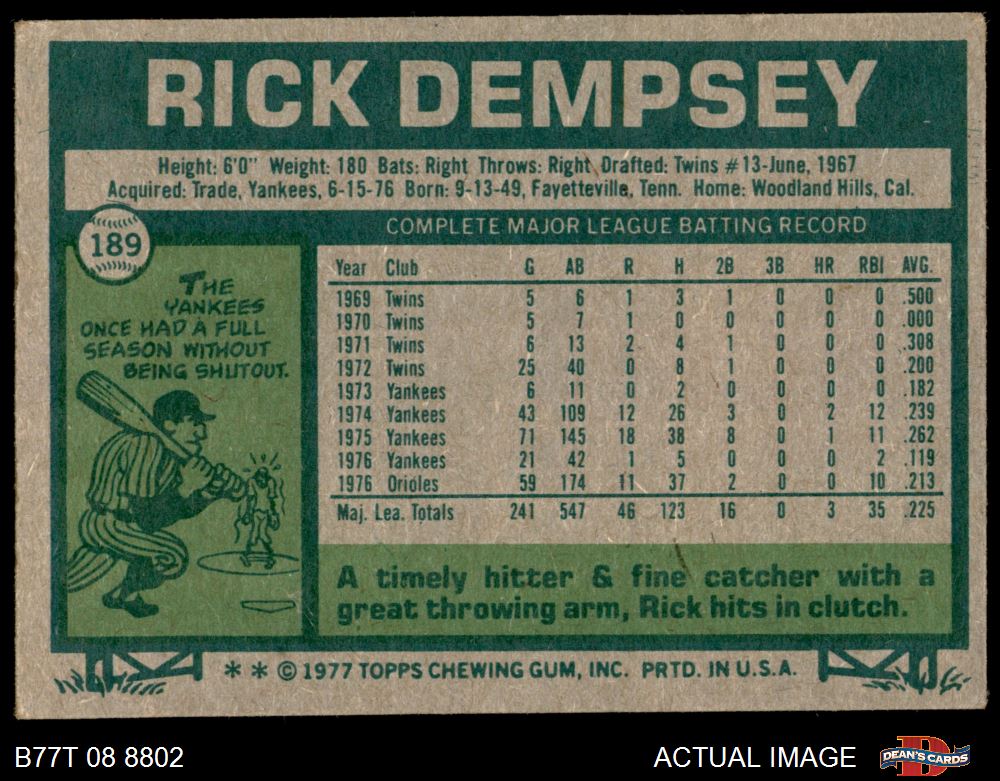 RICK DEMPSEY
Height: 6'0" Weight: 180 Bats: Right Throws: Right Drafted: Twins #13-June, 1967
Acquired: Trade, Yankees, 6-15-76 Born: 9-13-49, Fayetteville, Tenn. Home: Woodland Hills, Cal.
189
COMPLETE MAJOR LEAGUE BATTING RECORD
THE
YANKEES
ONCE HAD A FULL
SEASON WITHOUT
BEING SHUTOUT.
Year Club G AB R H 2B 3B HR RBI AVG.
1969 Twins 5 6 1 3 1 0 0 0 .500
1970 Twins 5 7 1 0 0 0 0 0 .000
1971 Twins 6 13 2 4 1 0 0 0 .308
1972 Twins 25 40 0 8 1 0 0 0 .200
1973 Yankees 6 11 0 2 0 0 0 0 .182
1974 Yankees 43 109 12 26 3 0 2 12 .239
1975 Yankees 71 145 18 38 8 0 1 11 .262
1976 Yankees 21 42 1 5 0 0 0 2 .119
1976 Orioles 59 174 11 37 2 0 0 10 .213
Maj. Lea. Totals 241 547 46 123 16 0 3 35 .225
A timely hitter & fine catcher with a
great throwing arm, Rick hits in clutch.
* * © 1977 TOPPS CHEWING GUM, INC. PRTD. IN U.S.A.
B77T 08 8802
ACTUAL IMAGE
DEAN'S CARDS